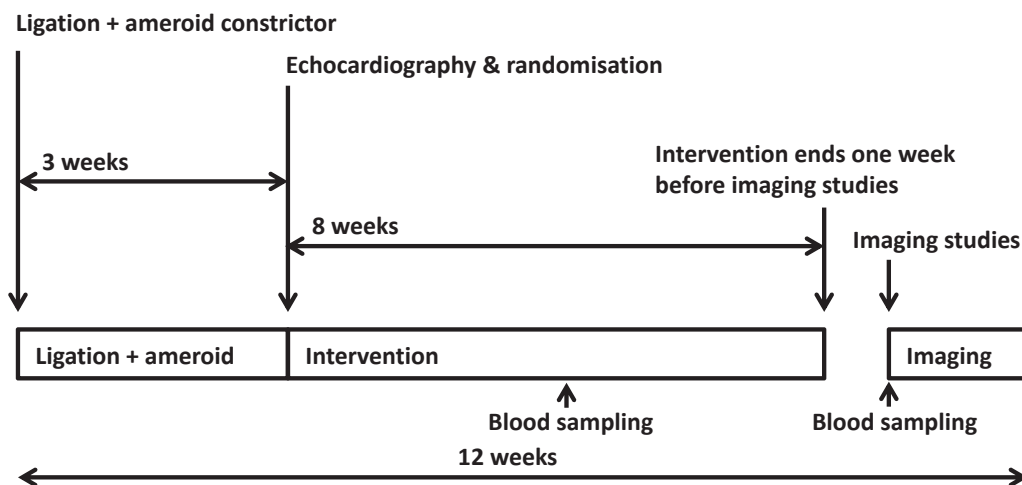 Ligation + ameroid constrictor
Echocardiography & randomisation
3 weeks
Intervention ends one week
before imaging studies
8 weeks
Imaging studies
Ligation + ameroid
Intervention
Imaging
Blood sampling
Blood sampling
12 weeks